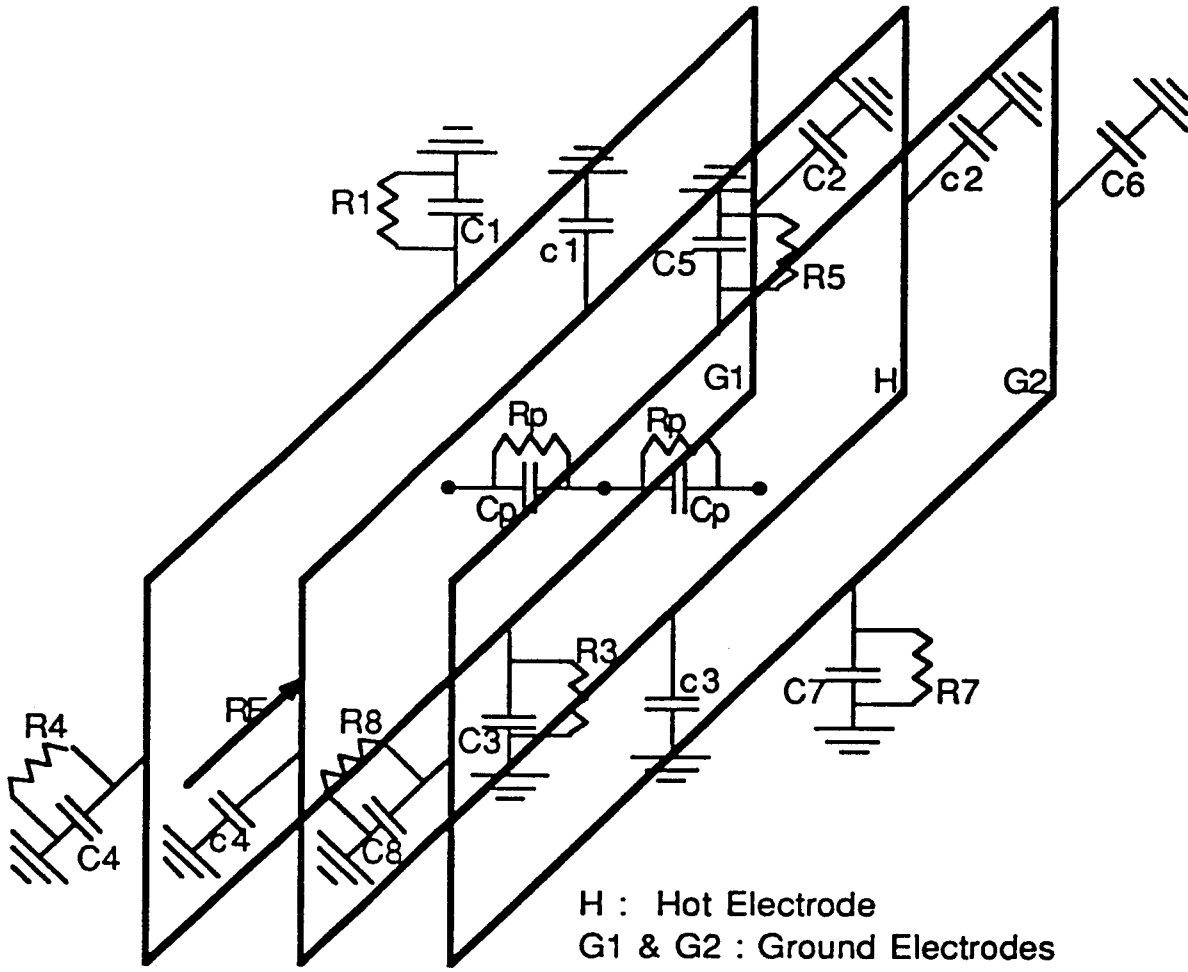 R1
C1
c1
C2
c2
C6
C5
R5
G1
H
G2
Rp
Rp
Cp
Cp
R4
RF
R8
R3
C3
c3
C7
R7
C4
c4
C8
H : Hot Electrode
G1 & G2 : Ground Electrodes